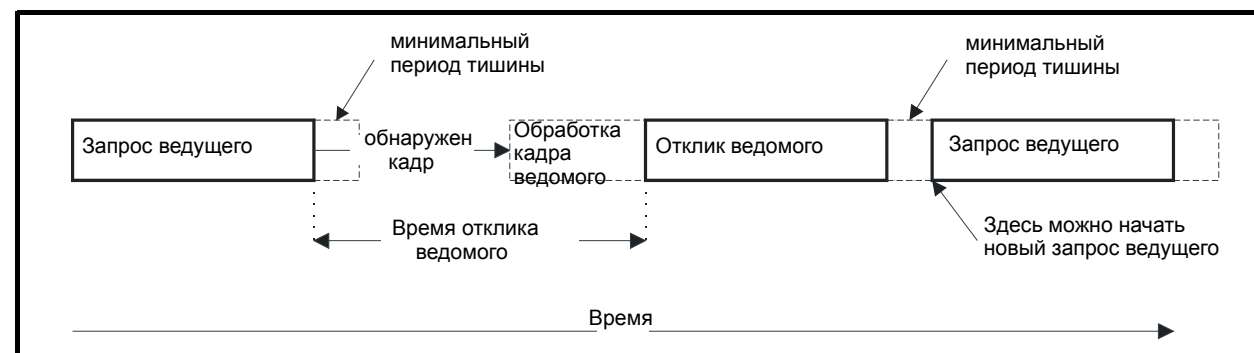 минимальный
период тишины
минимальный
период тишины
Запрос ведущего
обнаружен
кадр
Обработка
кадра
ведомого
Отклик ведомого
Запрос ведущего
Время отклика
ведомого
Здесь можно начать
новый запрос ведущего
Время